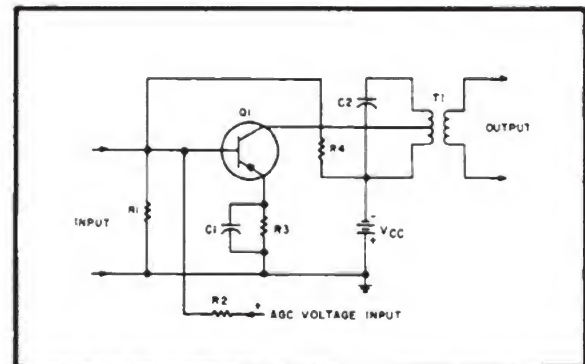 Q1
C2
T1
R4
OUTPUT
R1
INPUT
C1
R3
-
VCC
+
+
R2
AGC VOLTAGE INPUT